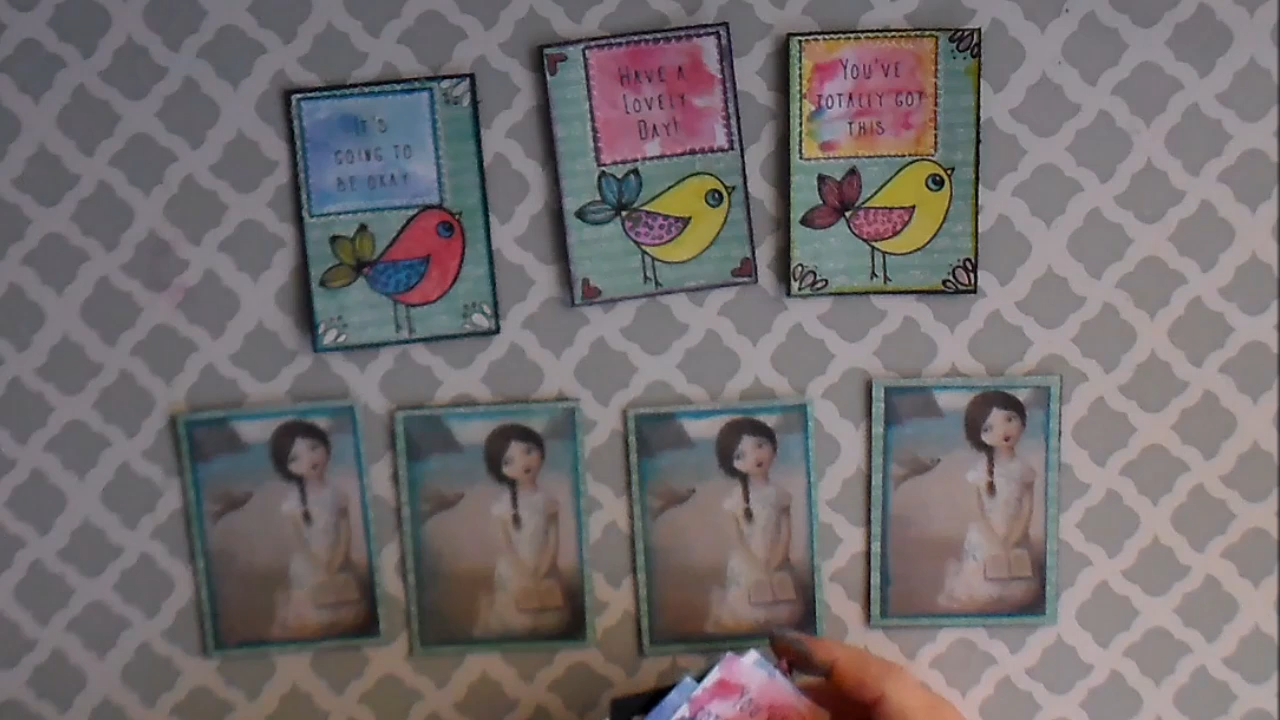 IT'S
GOING TO
BE OKAY
HAVE A
LOVELY
DAY!
YOU'VE
TOTALLY GOT
THIS